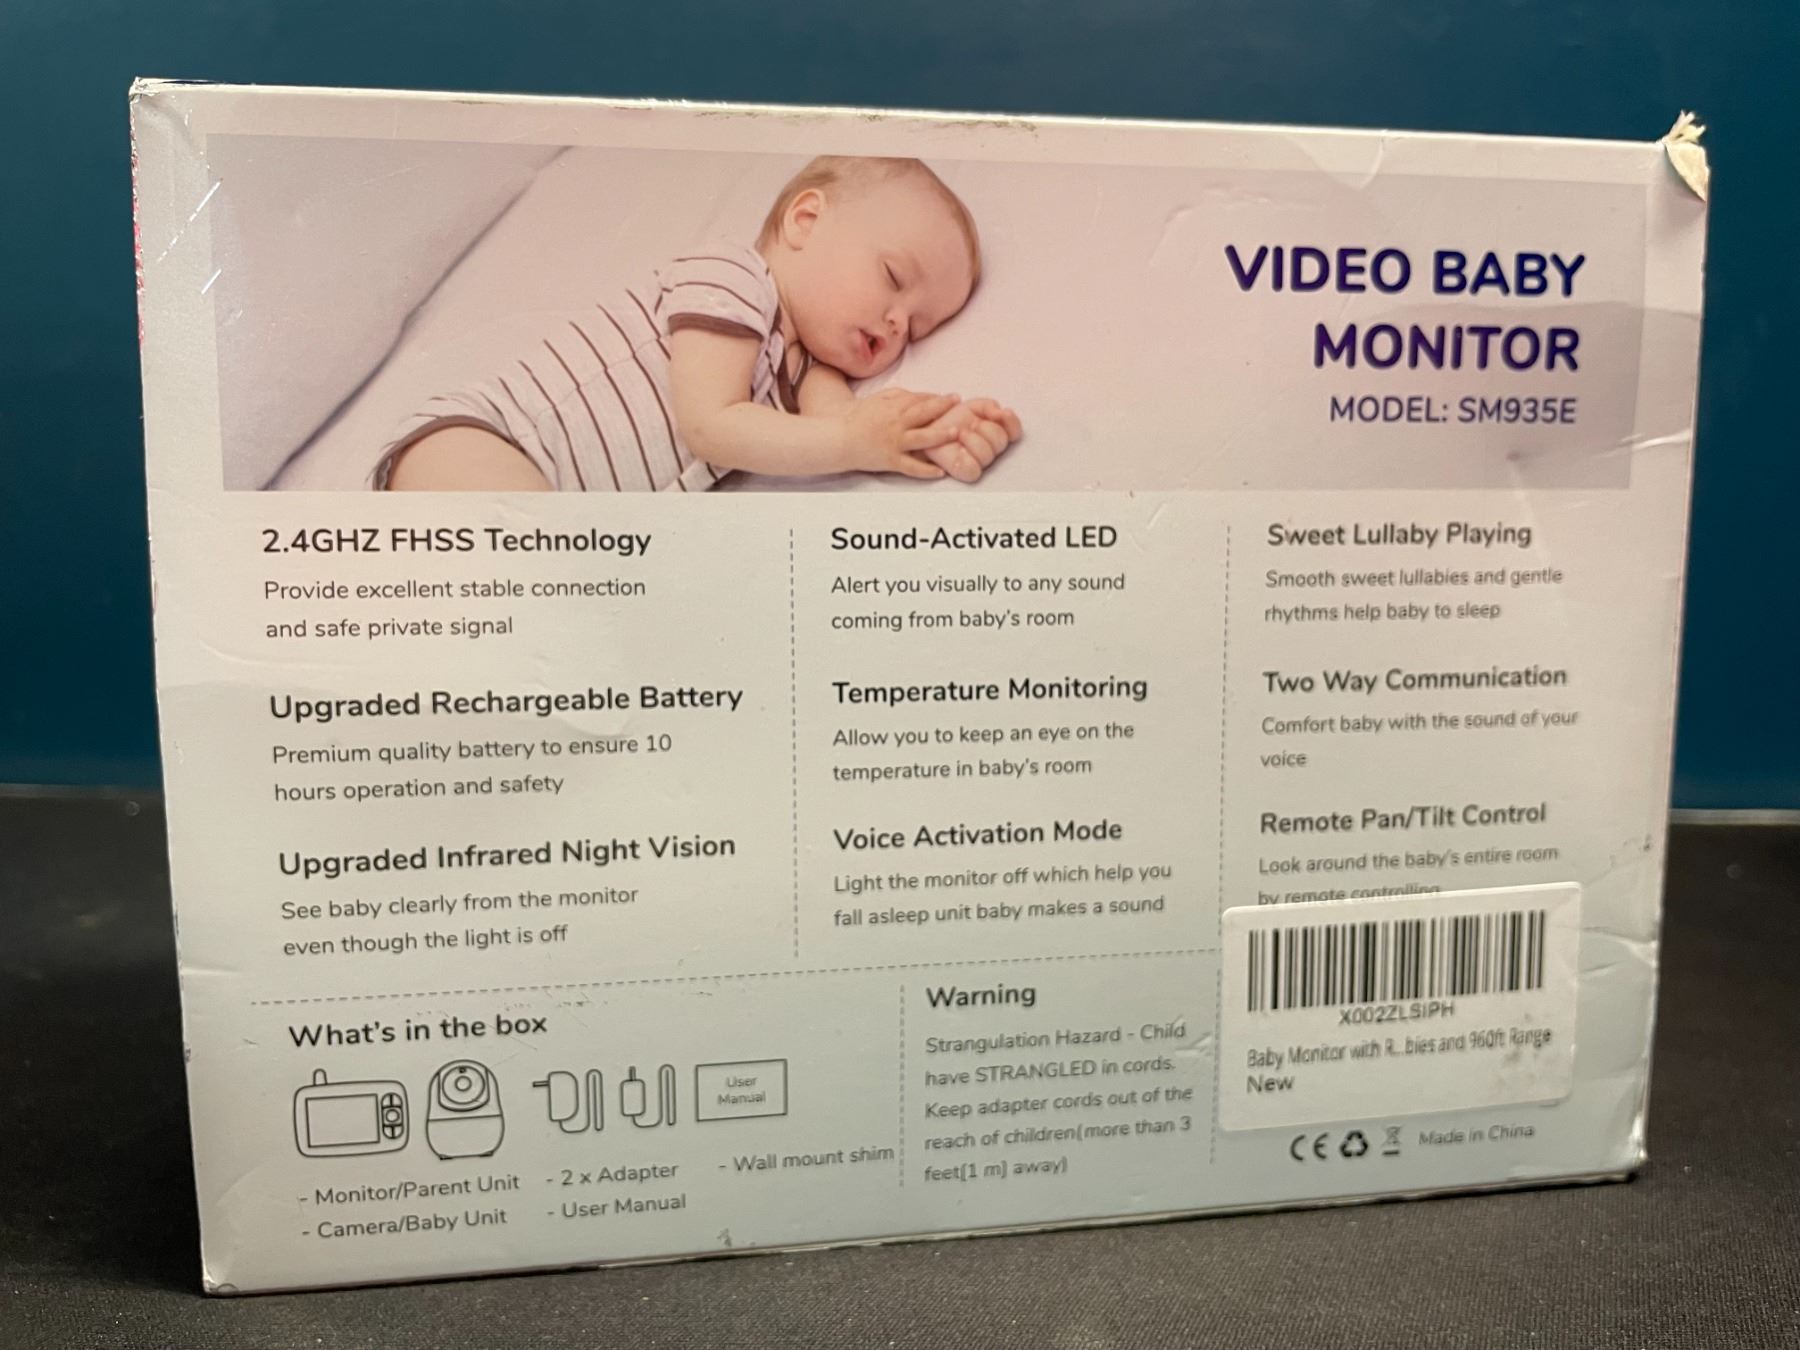 VIDEO BABY
MONITOR
MODEL: SM935E
2.4GHZ FHSS Technology
Provide excellent stable connection
and safe private signal
Upgraded Rechargeable Battery
Premium quality battery to ensure 10
hours operation and safety
Upgraded Infrared Night Vision
See baby clearly from the monitor
even though the light is off
Sound-Activated LED
Alert you visually to any sound
coming from baby's room
Temperature Monitoring
Allow you to keep an eye on the
temperature in baby's room
Voice Activation Mode
Light the monitor off which help you
fall asleep unit baby makes a sound
Sweet Lullaby Playing
Smooth sweet lullabies and gentle
rhythms help baby to sleep
Two Way Communication
Comfort baby with the sound of your
voice
Remote Pan/Tilt Control
Look around the baby's entire room
by remote controlling
What's in the box
User
Manual
- Monitor/Parent Unit
- Camera/Baby Unit
- 2 x Adapter
- User Manual
- Wall mount shim
Warning
Strangulation Hazard - Child
have STRANGLED in cords.
Keep adapter cords out of the
reach of children(more than 3
feet(1 m) away)
X002ZLSIPH
Baby Monitor with R...bies and 960ft Range
New
CE Made in China